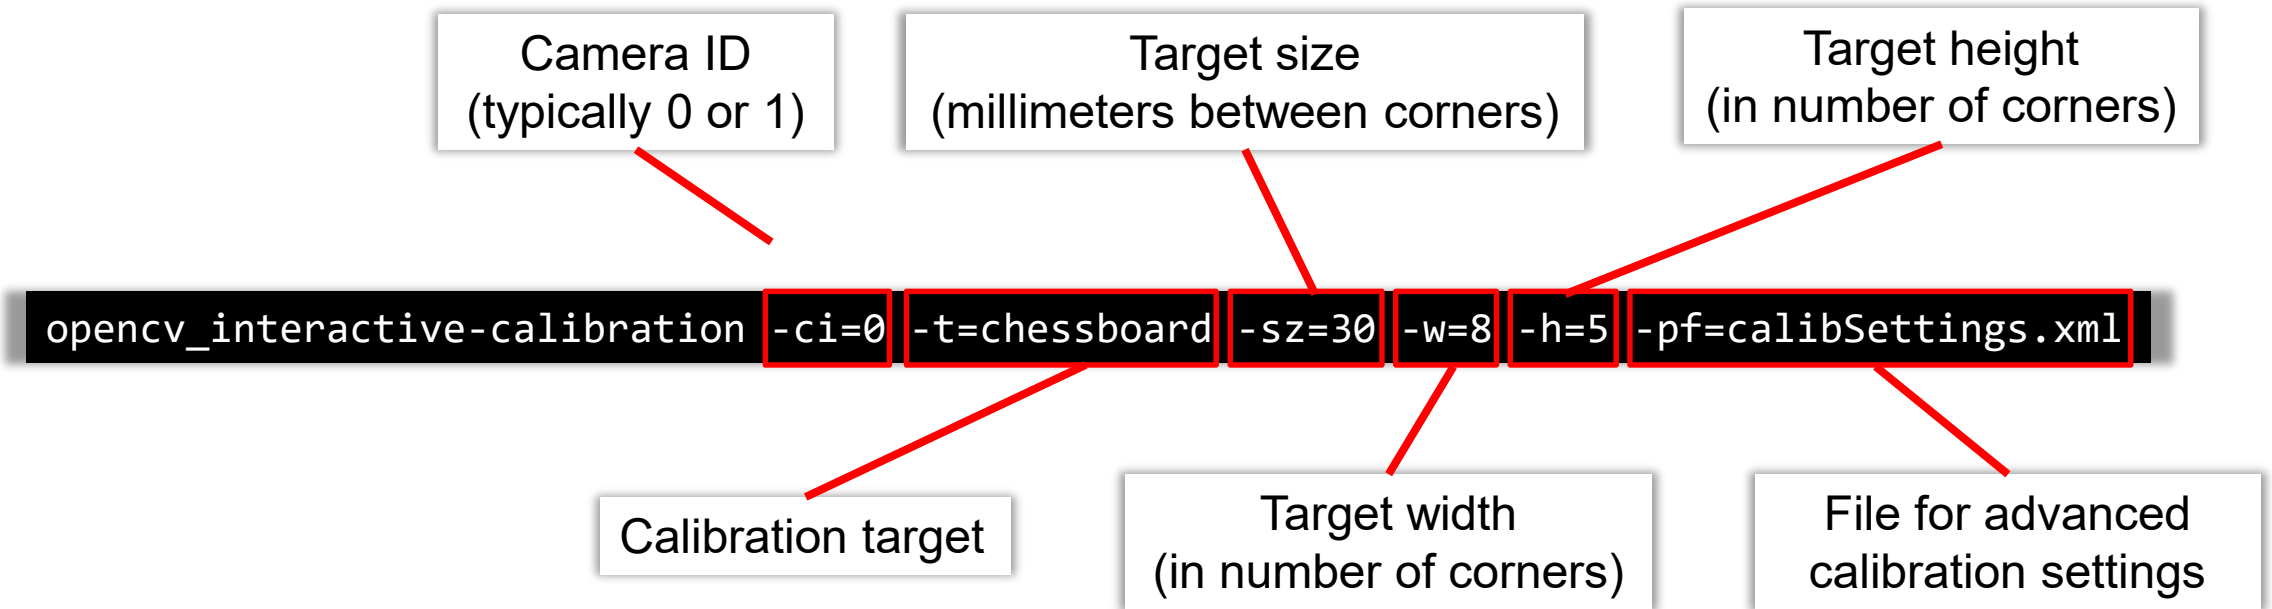 Camera ID
(typically 0 or 1)
Target size
(millimeters between corners)
Target height
(in number of corners)
opencv_interactive-calibration -ci=0 -t=chessboard -sz=30 -w=8 -h=5 -pf=calibSettings.xml
Calibration target
Target width
(in number of corners)
File for advanced
calibration settings